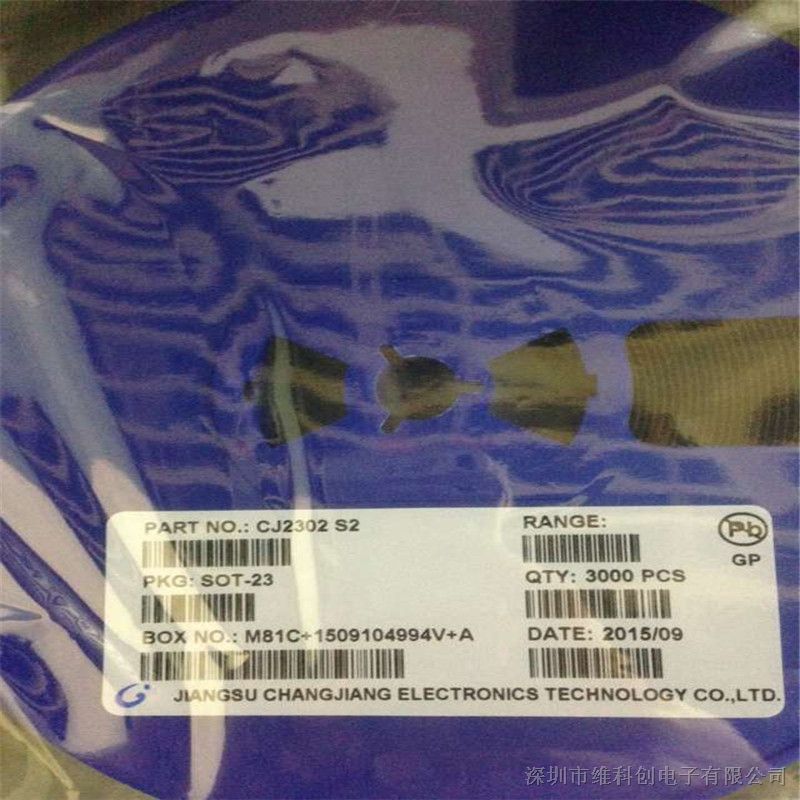 PART NO.: CJ2302 S2
RANGE:
Pb
GP
PKG: SOT-23
QTY: 3000 PCS
BOX NO.: M81C+1509104994V+A
DATE: 2015/09
JIANGSU CHANGJIANG ELECTRONICS TECHNOLOGY CO.,LTD.
深圳市维科创电子有限公司